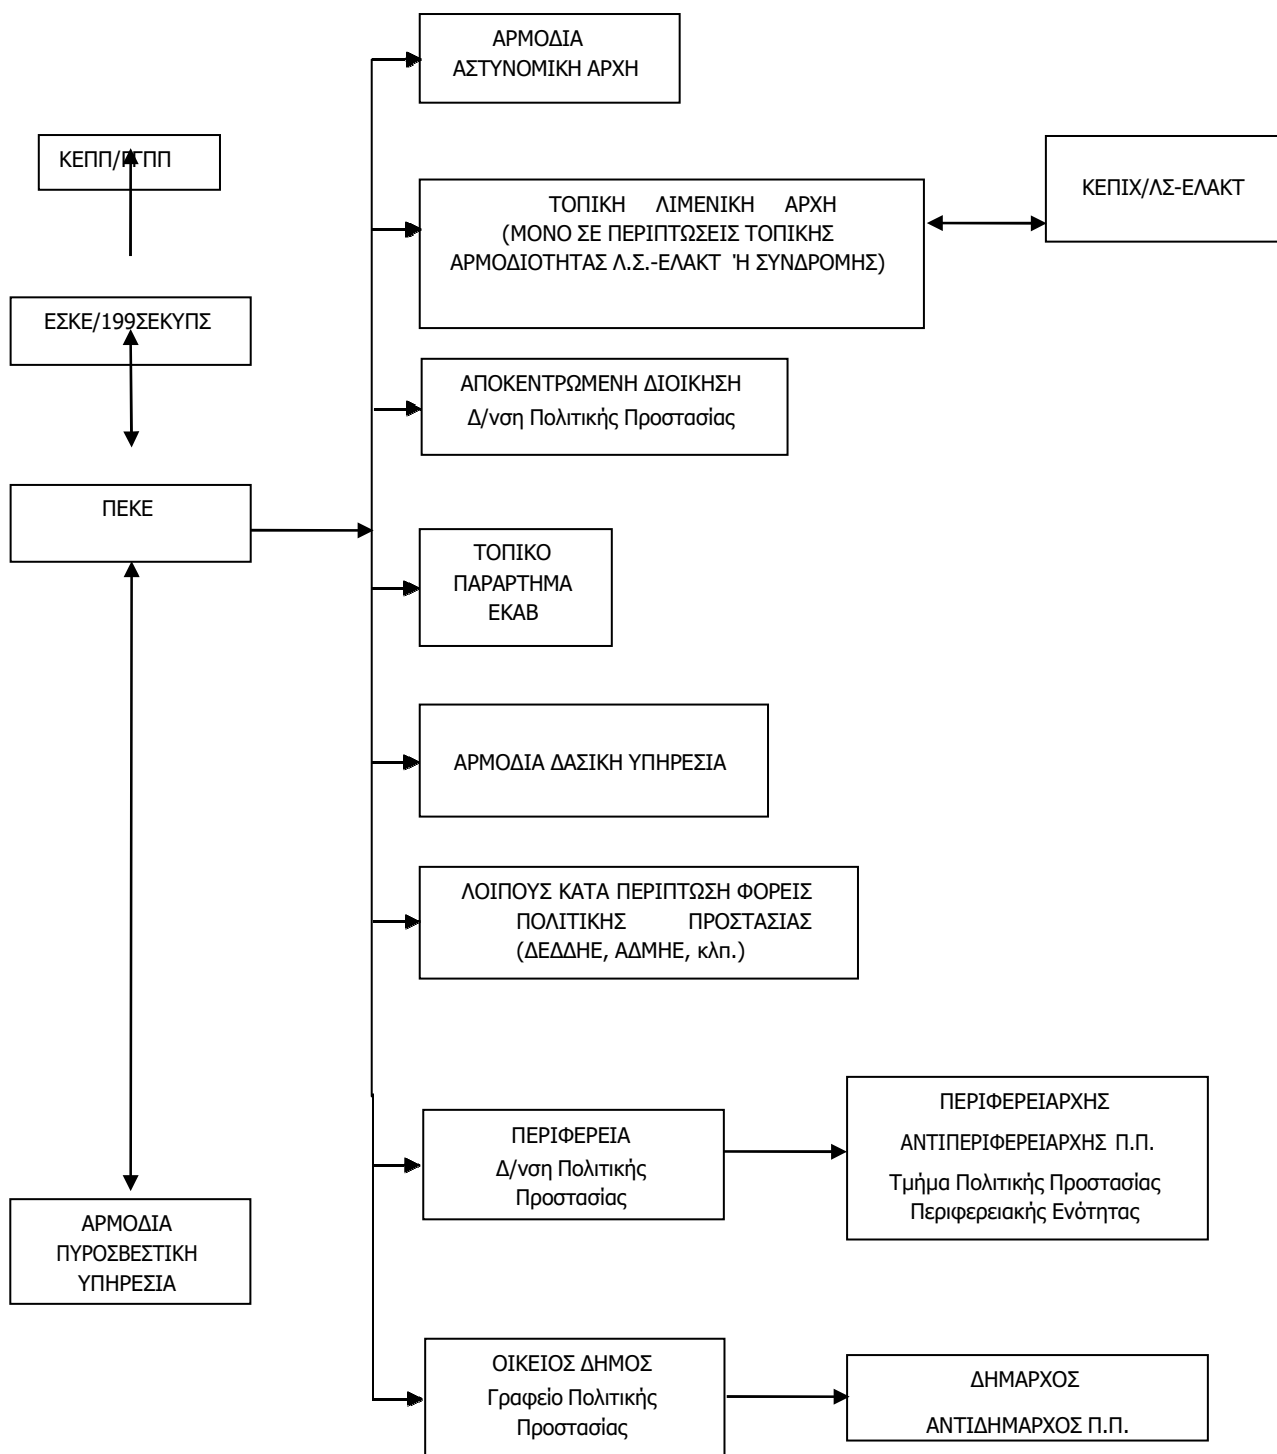 ΑΡΜΟΔΙΑ
ΑΣΤΥΝΟΜΙΚΗ ΑΡΧΗ
ΚΕΠΠ/ΓΓΠΠ
ΤΟΠΙΚΗ ΛΙΜΕΝΙΚΗ ΑΡΧΗ
(ΜΟΝΟ ΣΕ ΠΕΡΙΠΤΩΣΕΙΣ ΤΟΠΙΚΗΣ
ΑΡΜΟΔΙΟΤΗΤΑΣ Λ.Σ.-ΕΛΑΚΤ Ή ΣΥΝΔΡΟΜΗΣ)
ΚΕΠΙΧ/ΛΣ-ΕΛΑΚΤ
ΕΣΚΕ/199ΣΕΚΥΠΣ
ΑΠΟΚΕΝΤΡΩΜΕΝΗ ΔΙΟΙΚΗΣΗ
Δ/νση Πολιτικής Προστασίας
ΠΕΚΕ
ΤΟΠΙΚΟ
ΠΑΡΑΡΤΗΜΑ
ΕΚΑΒ
ΑΡΜΟΔΙΑ ΔΑΣΙΚΗ ΥΠΗΡΕΣΙΑ
ΛΟΙΠΟΥΣ ΚΑΤΑ ΠΕΡΙΠΤΩΣΗ ΦΟΡΕΙΣ
ΠΟΛΙΤΙΚΗΣ ΠΡΟΣΤΑΣΙΑΣ
(ΔΕΔΔΗΕ, ΑΔΜΗΕ, κλπ.)
ΠΕΡΙΦΕΡΕΙΑ
Δ/νση Πολιτικής
Προστασίας
ΠΕΡΙΦΕΡΕΙΑΡΧΗΣ
ΑΝΤΙΠΕΡΙΦΕΡΕΙΑΡΧΗΣ Π.Π.
Τμήμα Πολιτικής Προστασίας
Περιφερειακής Ενότητας
ΑΡΜΟΔΙΑ
ΠΥΡΟΣΒΕΣΤΙΚΗ
ΥΠΗΡΕΣΙΑ
ΟΙΚΕΙΟΣ ΔΗΜΟΣ
Γραφείο Πολιτικής
Προστασίας
ΔΗΜΑΡΧΟΣ
ΑΝΤΙΔΗΜΑΡΧΟΣ Π.Π.